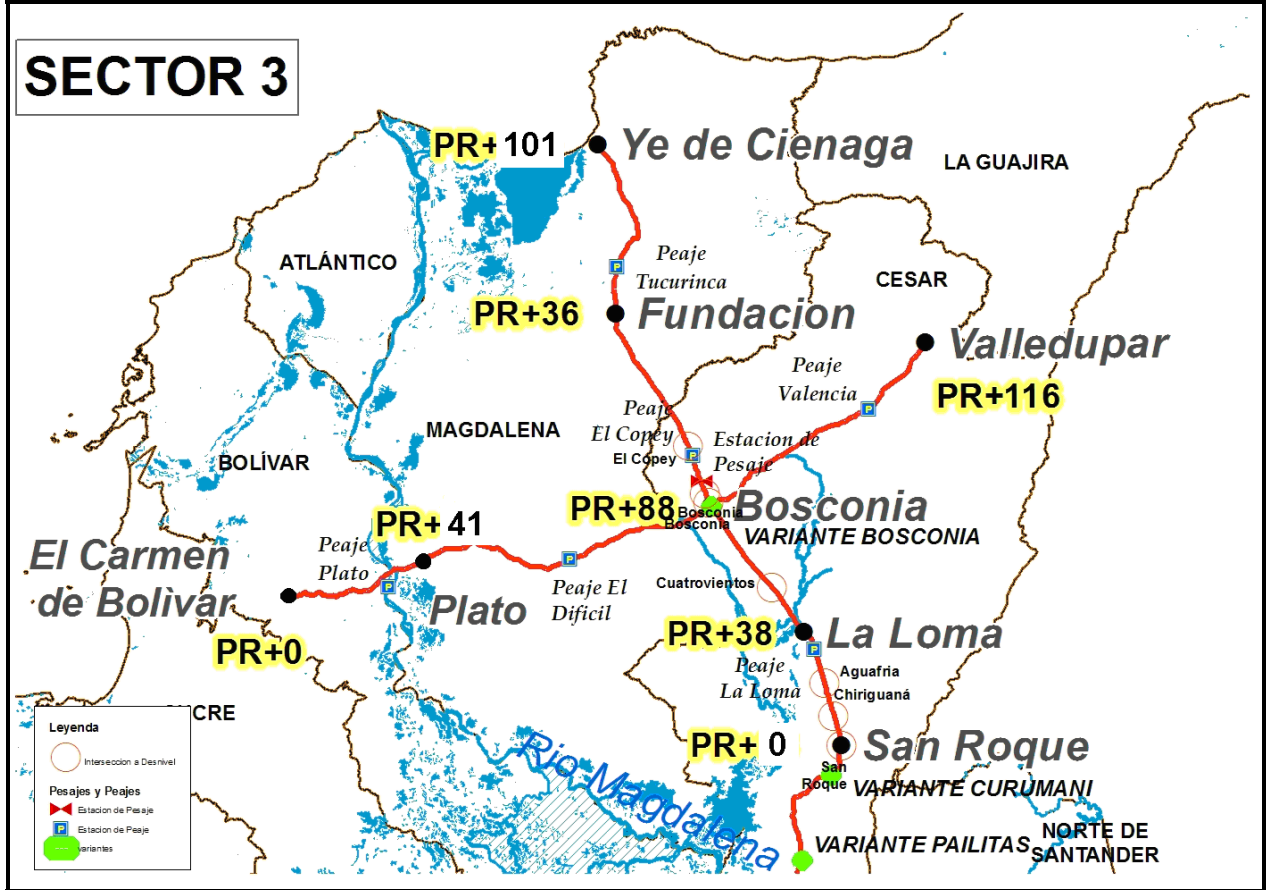 SECTOR 3
PR+ 101
Ye de Cienaga
LA GUAJIRA
ATLÁNTICO
Peaje
Tucurinca
CESAR
PR+36
Fundacion
Valledupar
Peaje
Valencia
PR+116
Peaje
El Copey
MAGDALENA
Estacion de
Pesaje
El Copey
BOLÍVAR
PR+88
Bosconia
Bosconia
Bosconia
VARIANTE BOSCONIA
PR+ 41
El Carmen
de Bolìvar
Peaje
Plato
Plato
Peaje El
Dificil
Cuatrovientos
PR+0
PR+38
La Loma
Peaje
La Loma
Aguafria
Chiriguaná
UCRE
PR+ 0
San Roque
San
Roque
VARIANTE CURUMANI
Rio Magdalena
VARIANTE PAILITAS
NORTE DE
SANTANDER
Leyenda
Interseccion a Desnivel
Pesajes y Peajes
Estacion de Pesaje
P
Estacion de Peaje
variantes